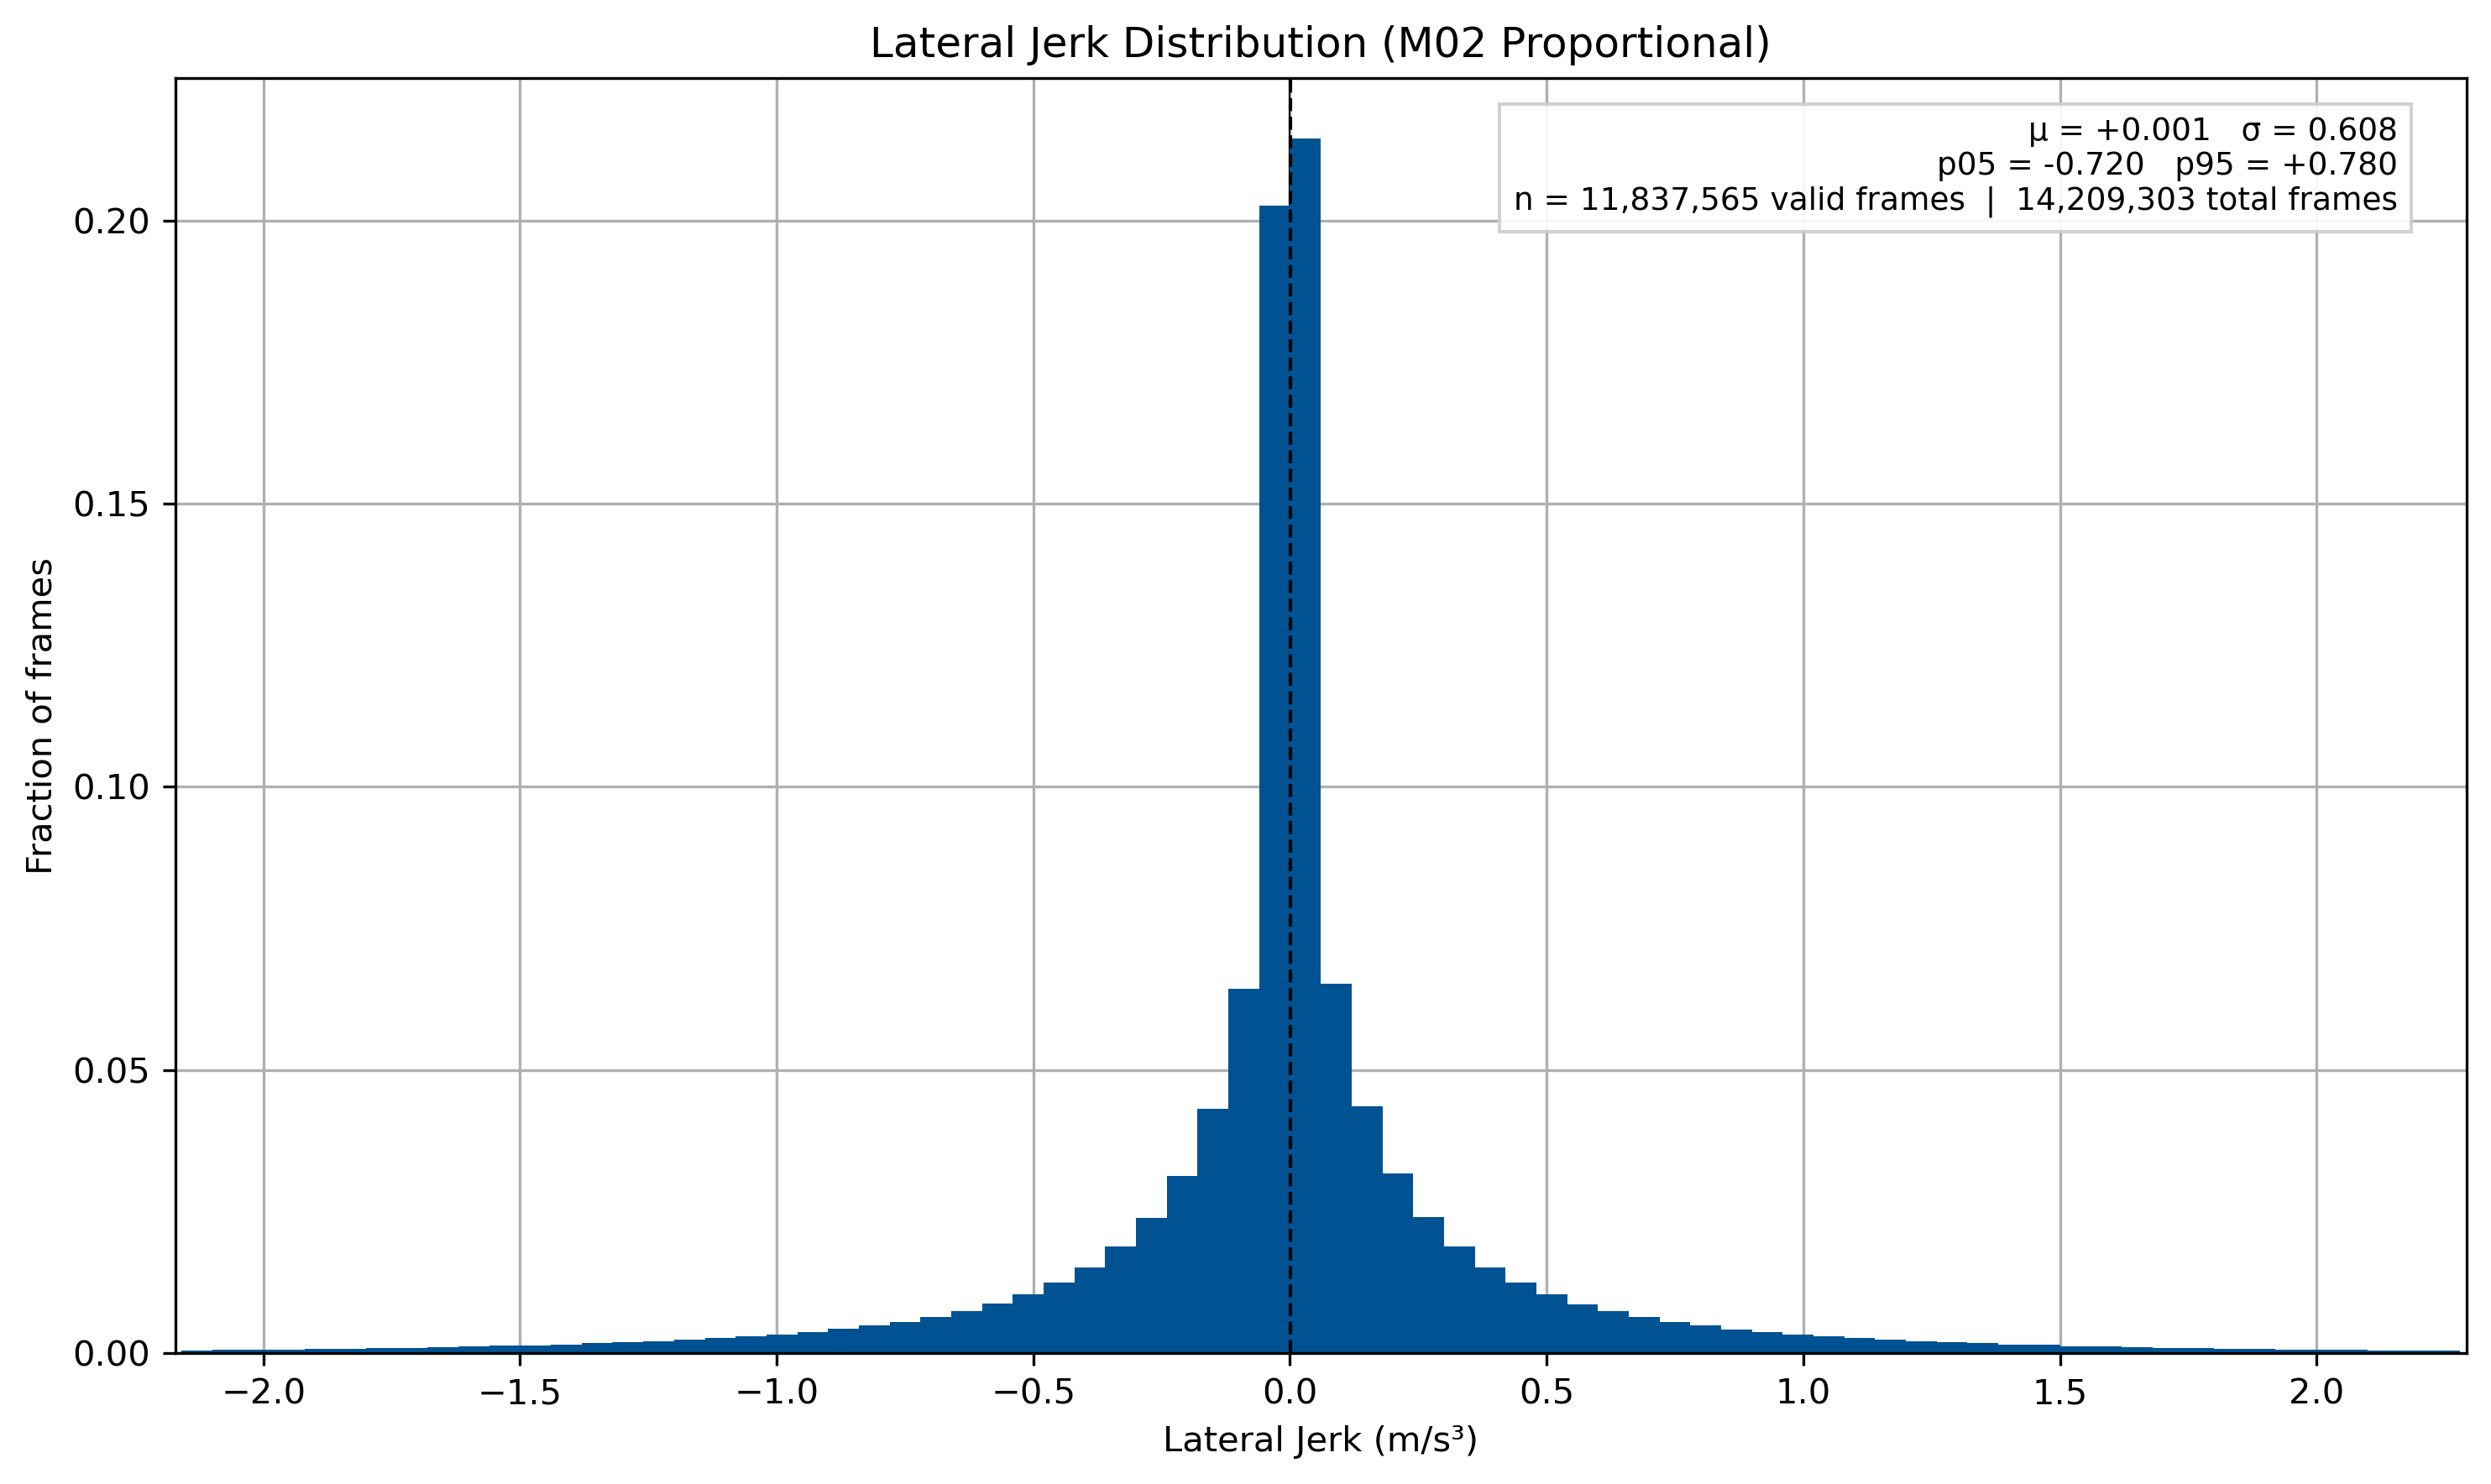 Lateral Jerk Distribution (M02 Proportional)
μ = +0.001   σ = 0.608
p05 = -0.720   p95 = +0.780
n = 11,837,565 valid frames  |  14,209,303 total frames
Fraction of frames
0.20
0.15
0.10
0.05
0.00
−2.0 −1.5 −1.0 −0.5 0.0 0.5 1.0 1.5 2.0
Lateral Jerk (m/s³)